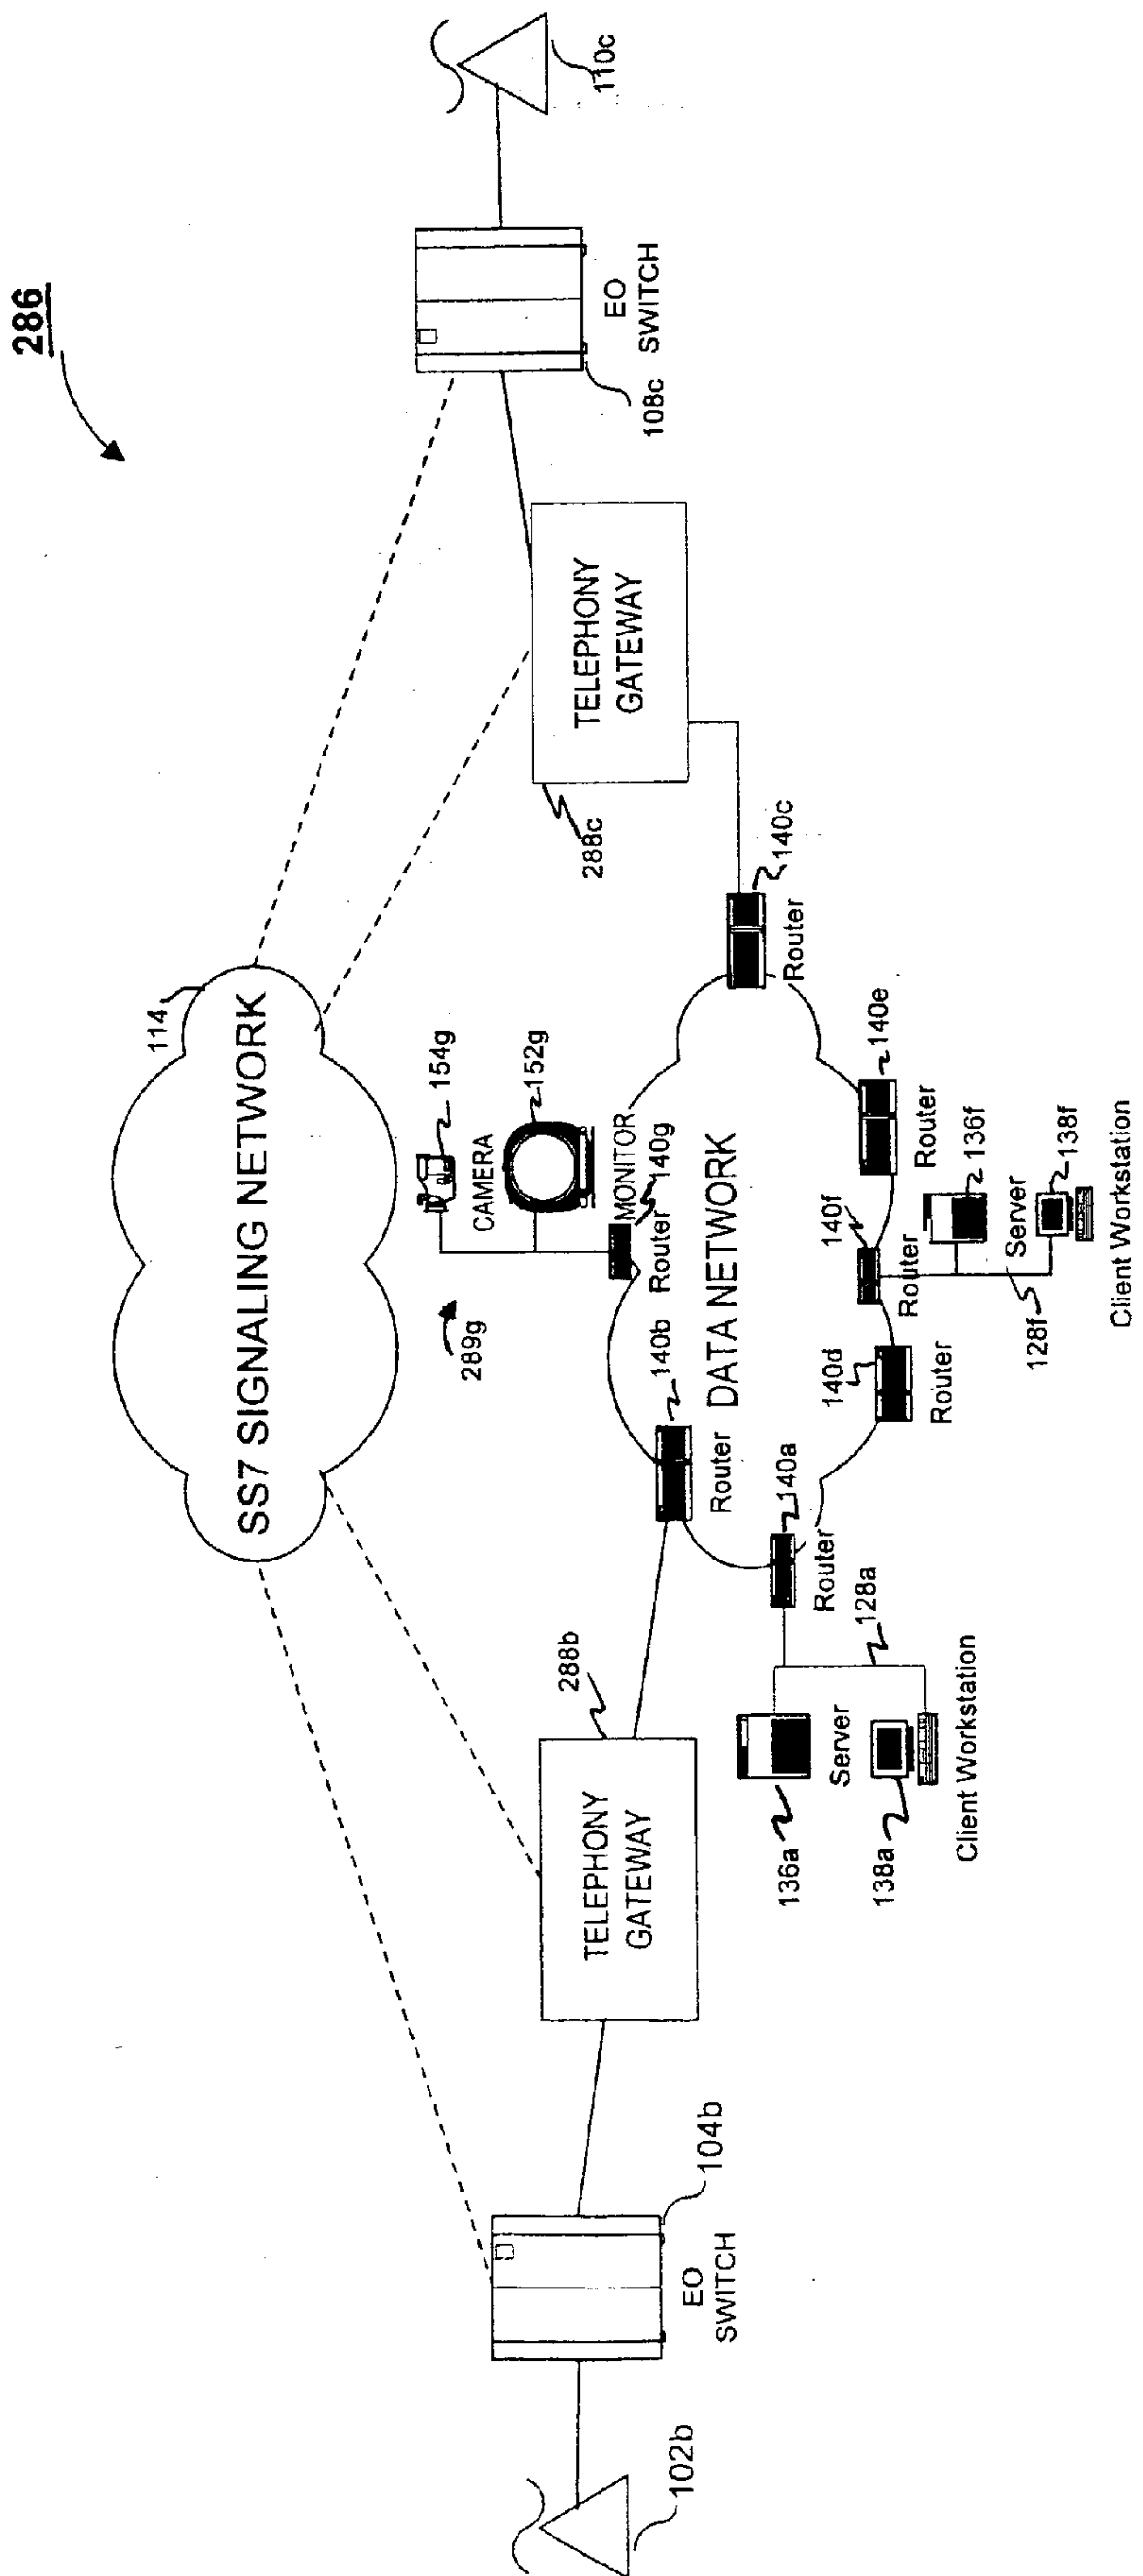 286
SS7 SIGNALING NETWORK
114
110c
EO
SWITCH
108c
TELEPHONY
GATEWAY
288c
154g
CAMERA
152g
MONITOR
140g
Router
289g
DATA NETWORK
140b
Router
140c
Router
140e
Router
140f
Router
136f
Server
138f
128f
Client Workstation
140d
Router
140a
Router
128a
136a
Server
138a
Client Workstation
288b
TELEPHONY
GATEWAY
104b
EO
SWITCH
102b